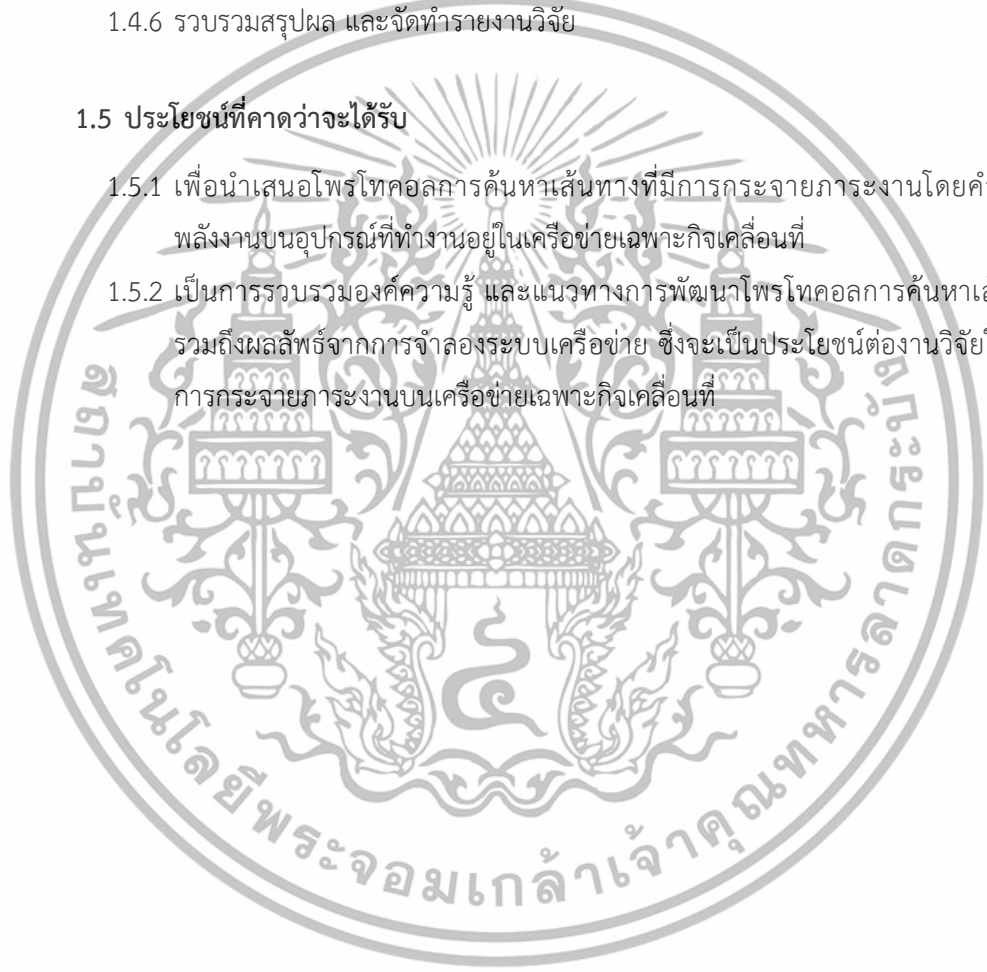 1.4.6 รวบรวมสรุปผล และจัดทำรายงานวิจัย
1.5 ประโยชน์ที่คาดว่าจะได้รับ
1.5.1 เพื่อนำเสนอโพรโทคอลการค้นหาเส้นทางที่มีการกระจายภาระงานโดยคำ
พลังงานบนอุปกรณ์ที่ทำงานอยู่ในเครือข่ายเฉพาะกิจเคลื่อนที่
1.5.2 เป็นการรวบรวมองค์ความรู้ และแนวทางการพัฒนาโพรโทคอลการค้นหาเส้
รวมถึงผลลัพธ์จากการจำลองระบบเครือข่าย ซึ่งจะเป็นประโยชน์ต่องานวิจัยใ
การกระจายภาระงานบนเครือข่ายเฉพาะกิจเคลื่อนที่
สถาบันเทคโนโลยีพระจอมเกล้าเจ้าคุณทหารลาดกระบัง